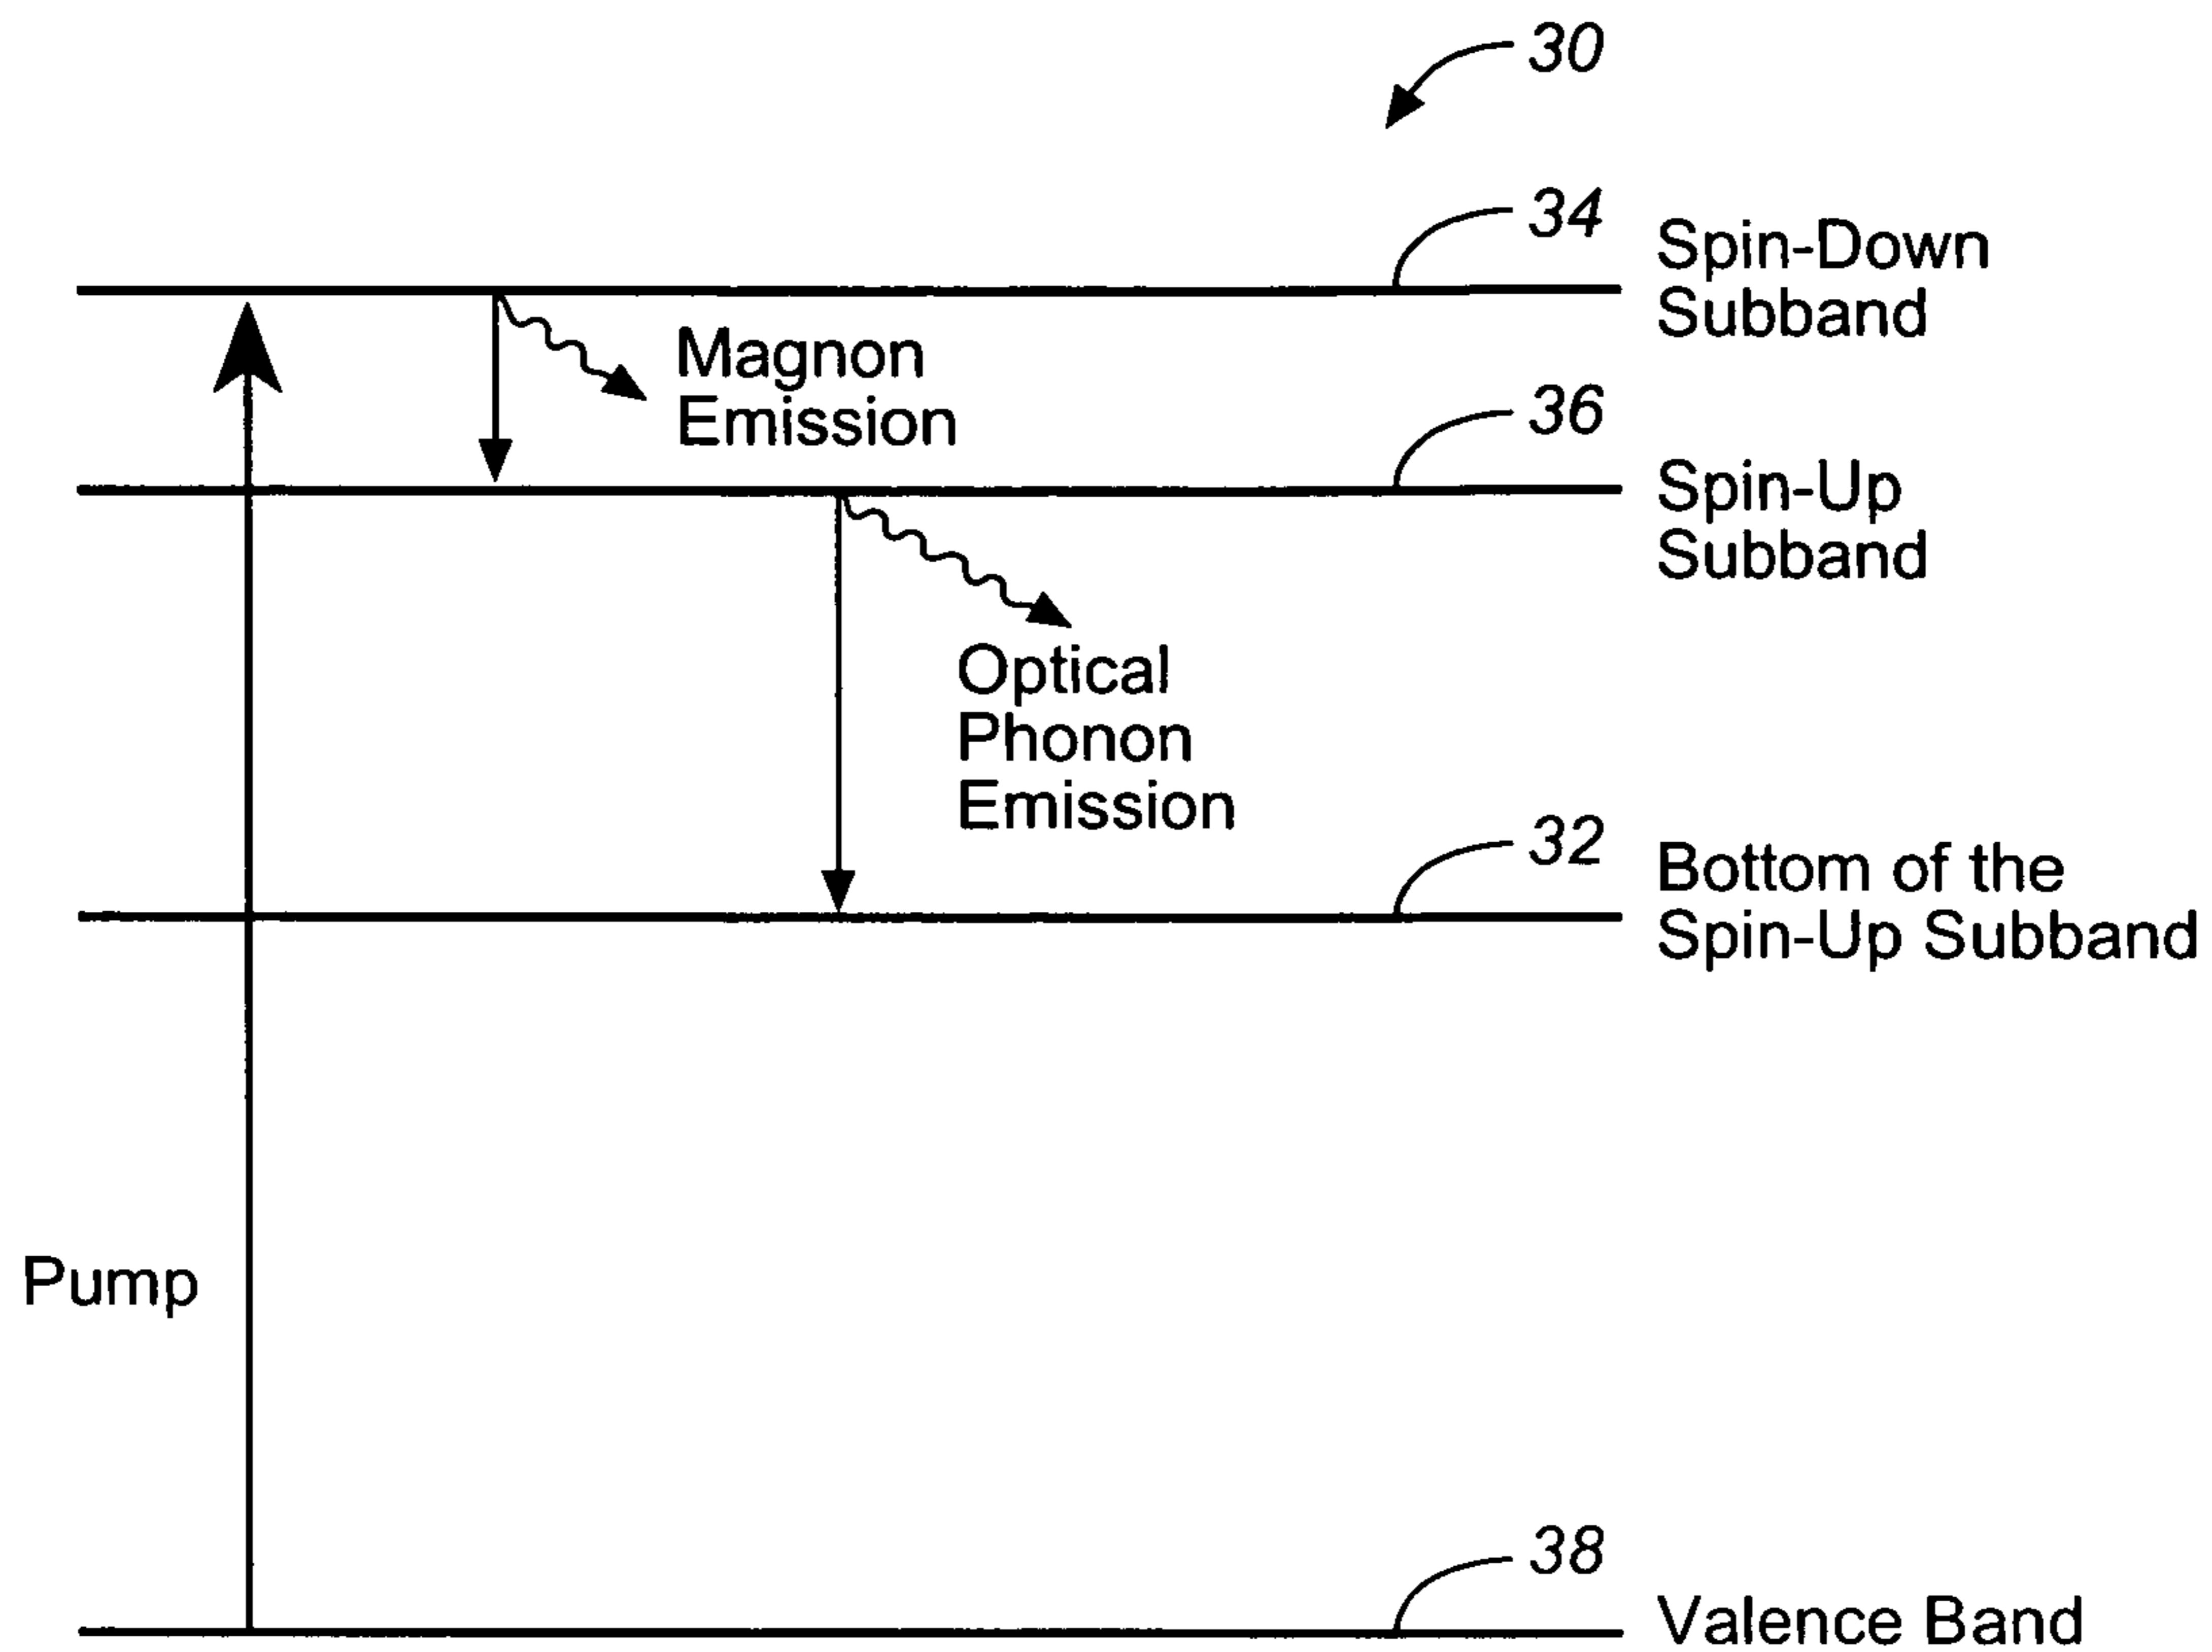 30
34
Spin-Down
Subband
Magnon
Emission
36
Spin-Up
Subband
Optical
Phonon
Emission
32
Bottom of the
Spin-Up Subband
Pump
38
Valence Band